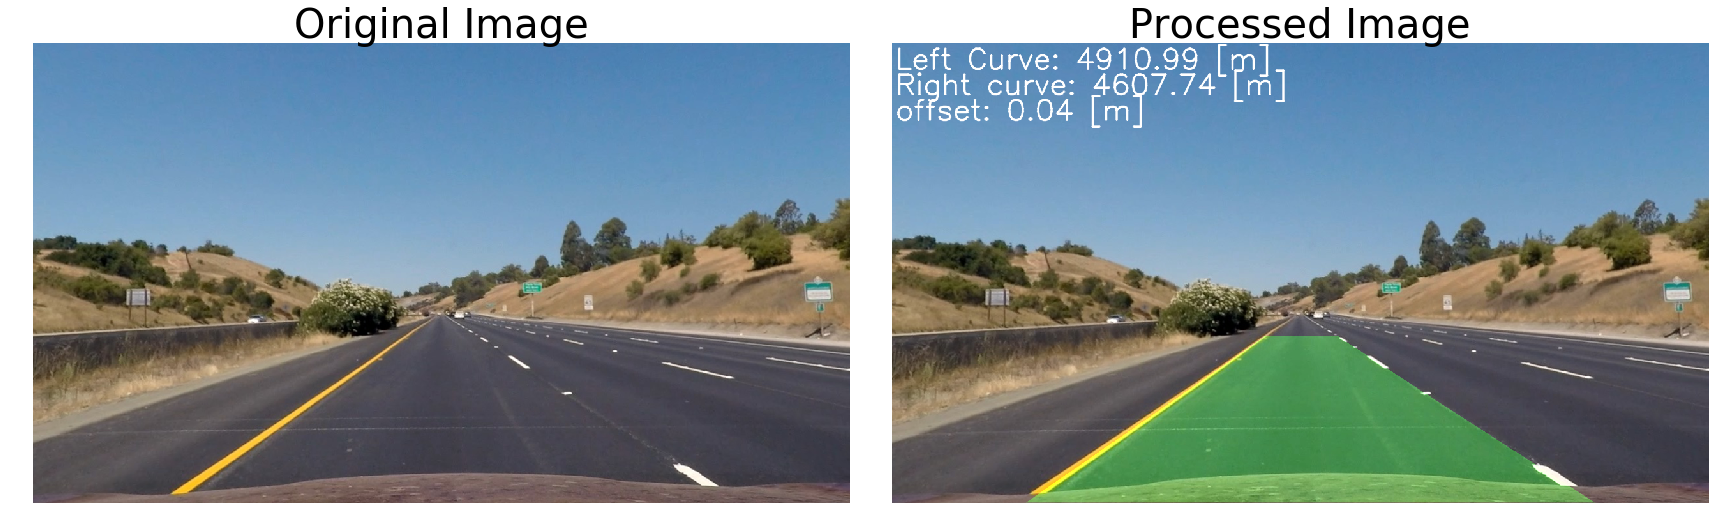 Original Image
Processed Image
Left Curve: 4910.99 [m]
Right curve: 4607.74 [m]
offset: 0.04 [m]